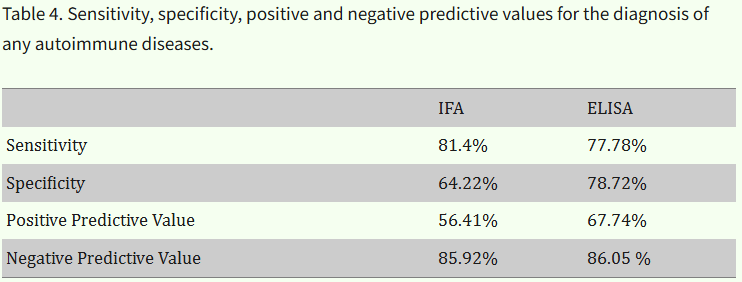 Table 4. Sensitivity, specificity, positive and negative predictive values for the diagnosis of
any autoimmune diseases.
IFA ELISA
Sensitivity 81.4% 77.78%
Specificity 64.22% 78.72%
Positive Predictive Value 56.41% 67.74%
Negative Predictive Value 85.92% 86.05 %